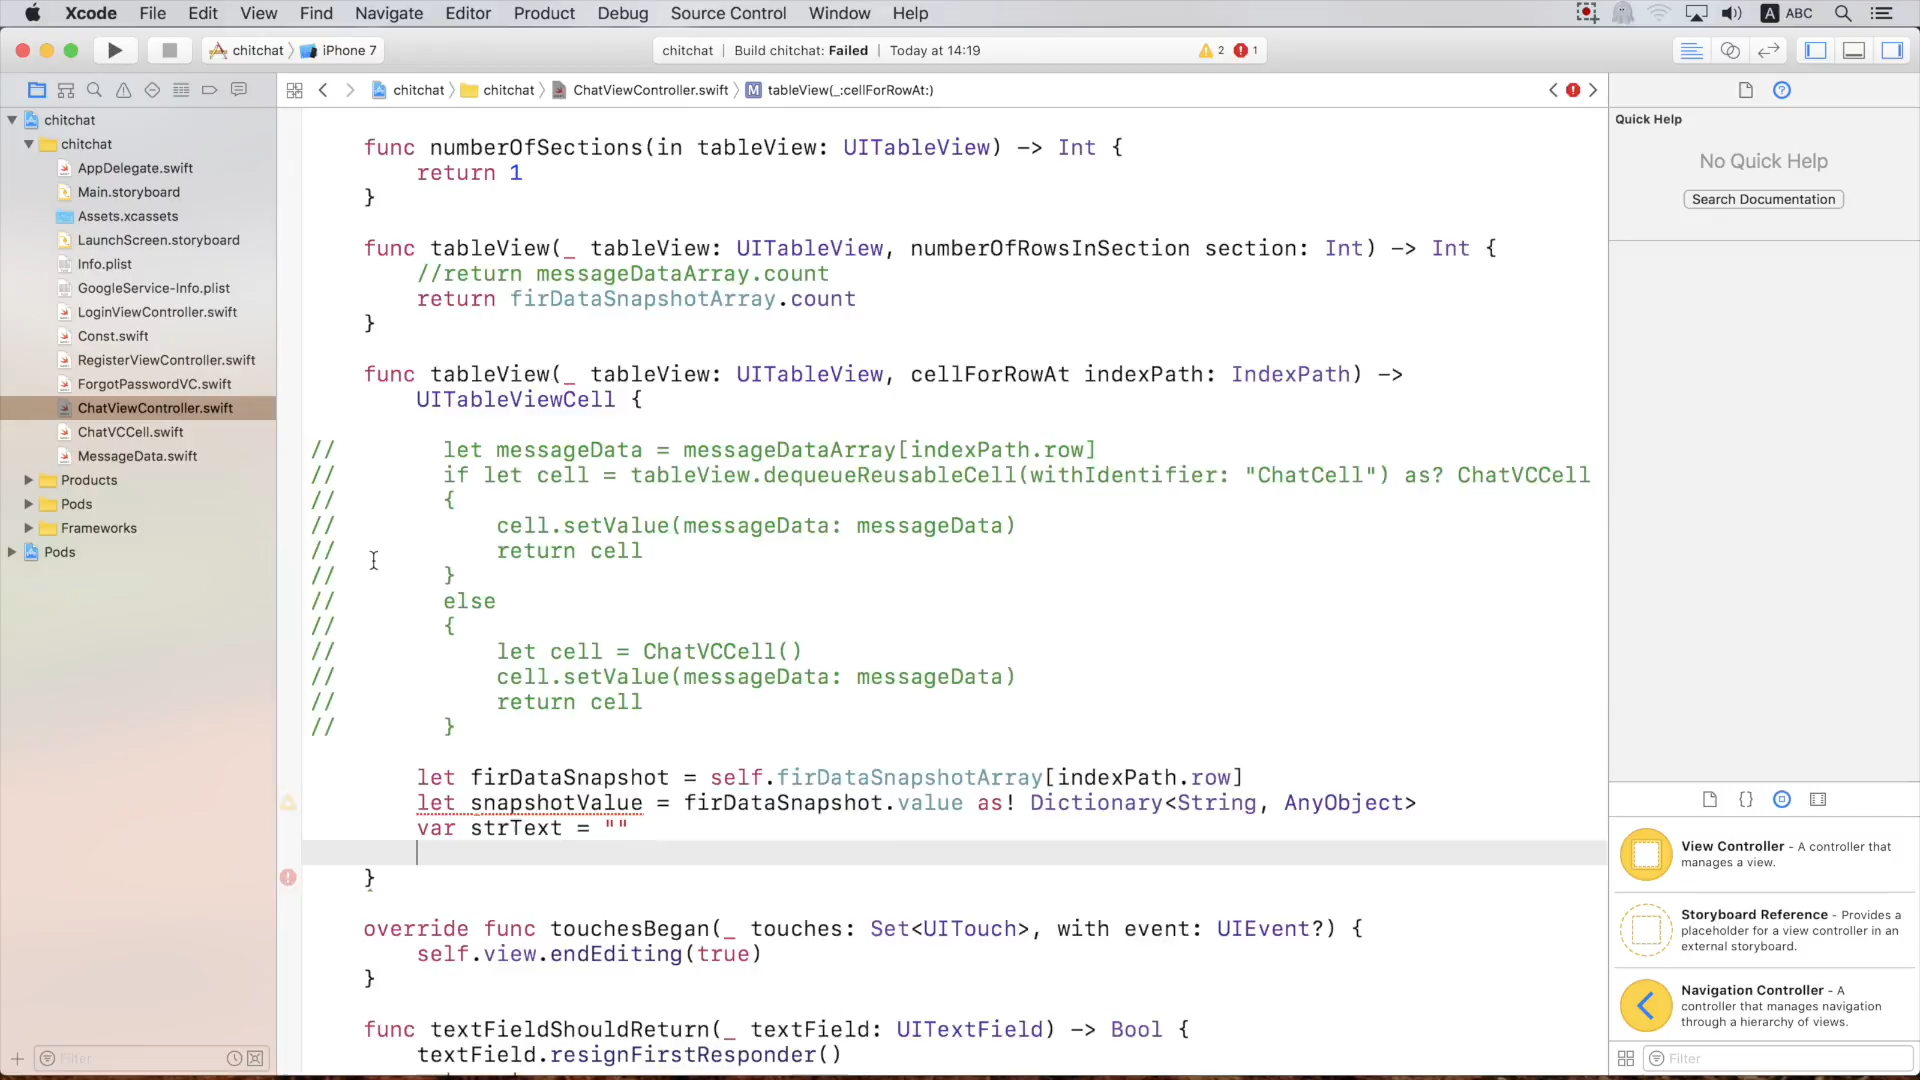 Xcode File Edit View Find Navigate Editor Product Debug Source Control Window Help
A ABC
chitchat iPhone 7
chitchat | Build chitchat: Failed | Today at 14:19
2 1
chitchat chitchat ChatViewController.swift M tableView(_:cellForRowAt:)
chitchat
chitchat
AppDelegate.swift
Main.storyboard
Assets.xcassets
LaunchScreen.storyboard
Info.plist
GoogleService-Info.plist
LoginViewController.swift
Const.swift
RegisterViewController.swift
ForgotPasswordVC.swift
ChatViewController.swift
ChatVCCell.swift
MessageData.swift
Products
Pods
Frameworks
Pods
Filter
func numberOfSections(in tableView: UITableView) -> Int {
return 1
}
func tableView(_ tableView: UITableView, numberOfRowsInSection section: Int) -> Int {
//return messageDataArray.count
return firDataSnapshotArray.count
}
func tableView(_ tableView: UITableView, cellForRowAt indexPath: IndexPath) ->
UITableViewCell {
// let messageData = messageDataArray[indexPath.row]
// if let cell = tableView.dequeueReusableCell(withIdentifier: "ChatCell") as? ChatVCCell
// {
// cell.setValue(messageData: messageData)
// return cell
// }
// else
// {
// let cell = ChatVCCell()
// cell.setValue(messageData: messageData)
// return cell
// }
let firDataSnapshot = self.firDataSnapshotArray[indexPath.row]
let snapshotValue = firDataSnapshot.value as! Dictionary<String, AnyObject>
var strText = ""
}
override func touchesBegan(_ touches: Set<UITouch>, with event: UIEvent?) {
self.view.endEditing(true)
}
func textFieldShouldReturn(_ textField: UITextField) -> Bool {
textField.resignFirstResponder()
Quick Help
No Quick Help
Search Documentation
View Controller - A controller that
manages a view.
Storyboard Reference - Provides a
placeholder for a view controller in an
external storyboard.
Navigation Controller - A
controller that manages navigation
through a hierarchy of views.
Filter